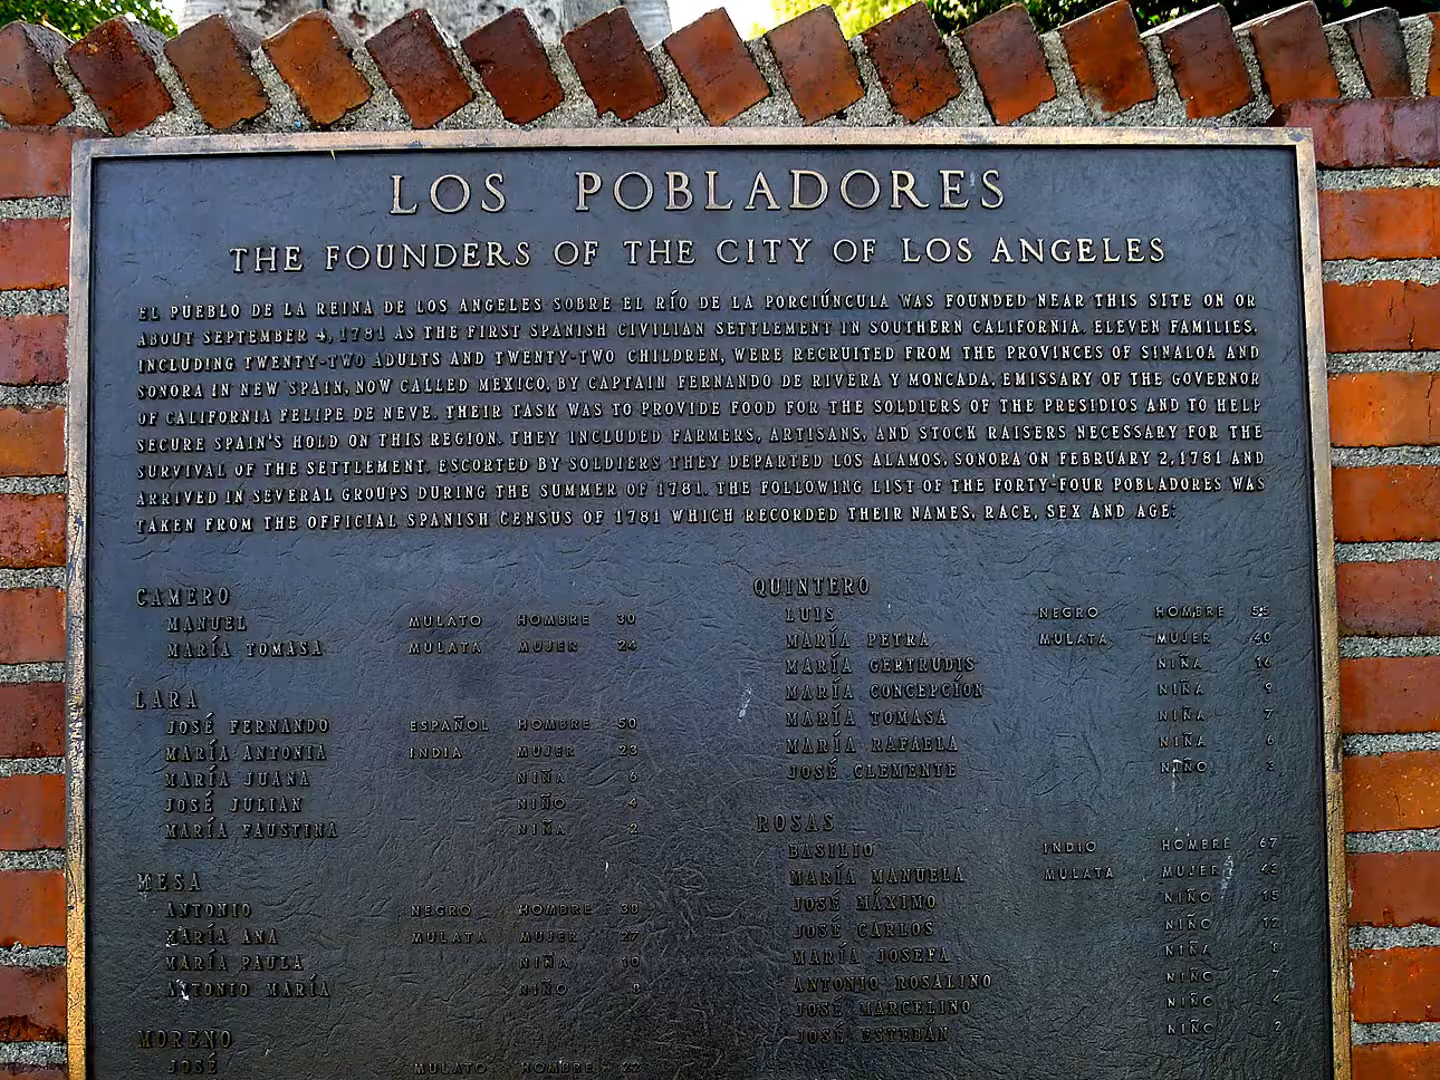 LOS POBLADORES
THE FOUNDERS OF THE CITY OF LOS ANGELES
EL PUEBLO DE LA REINA DE LOS ANGELES SOBRE EL RÍO DE LA PORCIÚNCULA WAS FOUNDED NEAR THIS SITE ON OR
ABOUT SEPTEMBER 4, 1781 AS THE FIRST SPANISH CIVILIAN SETTLEMENT IN SOUTHERN CALIFORNIA. ELEVEN FAMILIES,
INCLUDING TWENTY-TWO ADULTS AND TWENTY-TWO CHILDREN, WERE RECRUITED FROM THE PROVINCES OF SINALOA AND
SONORA IN NEW SPAIN, NOW CALLED MEXICO, BY CAPTAIN FERNANDO DE RIVERA Y MONCADA, EMISSARY OF THE GOVERNOR
OF CALIFORNIA FELIPE DE NEVE. THEIR TASK WAS TO PROVIDE FOOD FOR THE SOLDIERS OF THE PRESIDIOS AND TO HELP
SECURE SPAIN'S HOLD ON THIS REGION. THEY INCLUDED FARMERS, ARTISANS, AND STOCK RAISERS NECESSARY FOR THE
SURVIVAL OF THE SETTLEMENT. ESCORTED BY SOLDIERS THEY DEPARTED LOS ALAMOS, SONORA ON FEBRUARY 2, 1781 AND
ARRIVED IN SEVERAL GROUPS DURING THE SUMMER OF 1781. THE FOLLOWING LIST OF THE FORTY-FOUR POBLADORES WAS
TAKEN FROM THE OFFICIAL SPANISH CENSUS OF 1781 WHICH RECORDED THEIR NAMES, RACE, SEX AND AGE:
CAMERO
MANUEL MULATO HOMBRE 30
MARÍA TOMASA MULATA MUJER 24
LARA
JOSÉ FERNANDO ESPAÑOL HOMBRE 50
MARÍA ANTONIA INDIA MUJER 23
MARÍA JUANA NIÑA 6
JOSÉ JULIAN NIÑO 4
MARÍA FAUSTINA NIÑA 2
MESA
ANTONIO NEGRO HOMBRE 38
MARÍA ANA MULATA MUJER 27
MARÍA PAULA NIÑA 10
ANTONIO MARÍA NIÑO 8
MORENO
JOSÉ MULATO HOMBRE 22
QUINTERO
LUIS NEGRO HOMBRE 55
MARÍA PETRA MULATA MUJER 40
MARÍA GERTRUDIS NIÑA 16
MARÍA CONCEPCÍON NIÑA 9
MARÍA TOMASA NIÑA 7
MARÍA RAFAELA NIÑA 6
JOSÉ CLEMENTE NIÑO 3
ROSAS
BASILIO INDIO HOMBRE 67
MARÍA MANUELA MULATA MUJER 43
JOSÉ MÁXIMO NIÑO 15
JOSÉ CARLOS NIÑO 12
MARÍA JOSEFA NIÑA 8
ANTONIO ROSALINO NIÑO 7
JOSÉ MARCELINO NIÑO 4
JOSÉ ESTEBÁN NIÑO 2